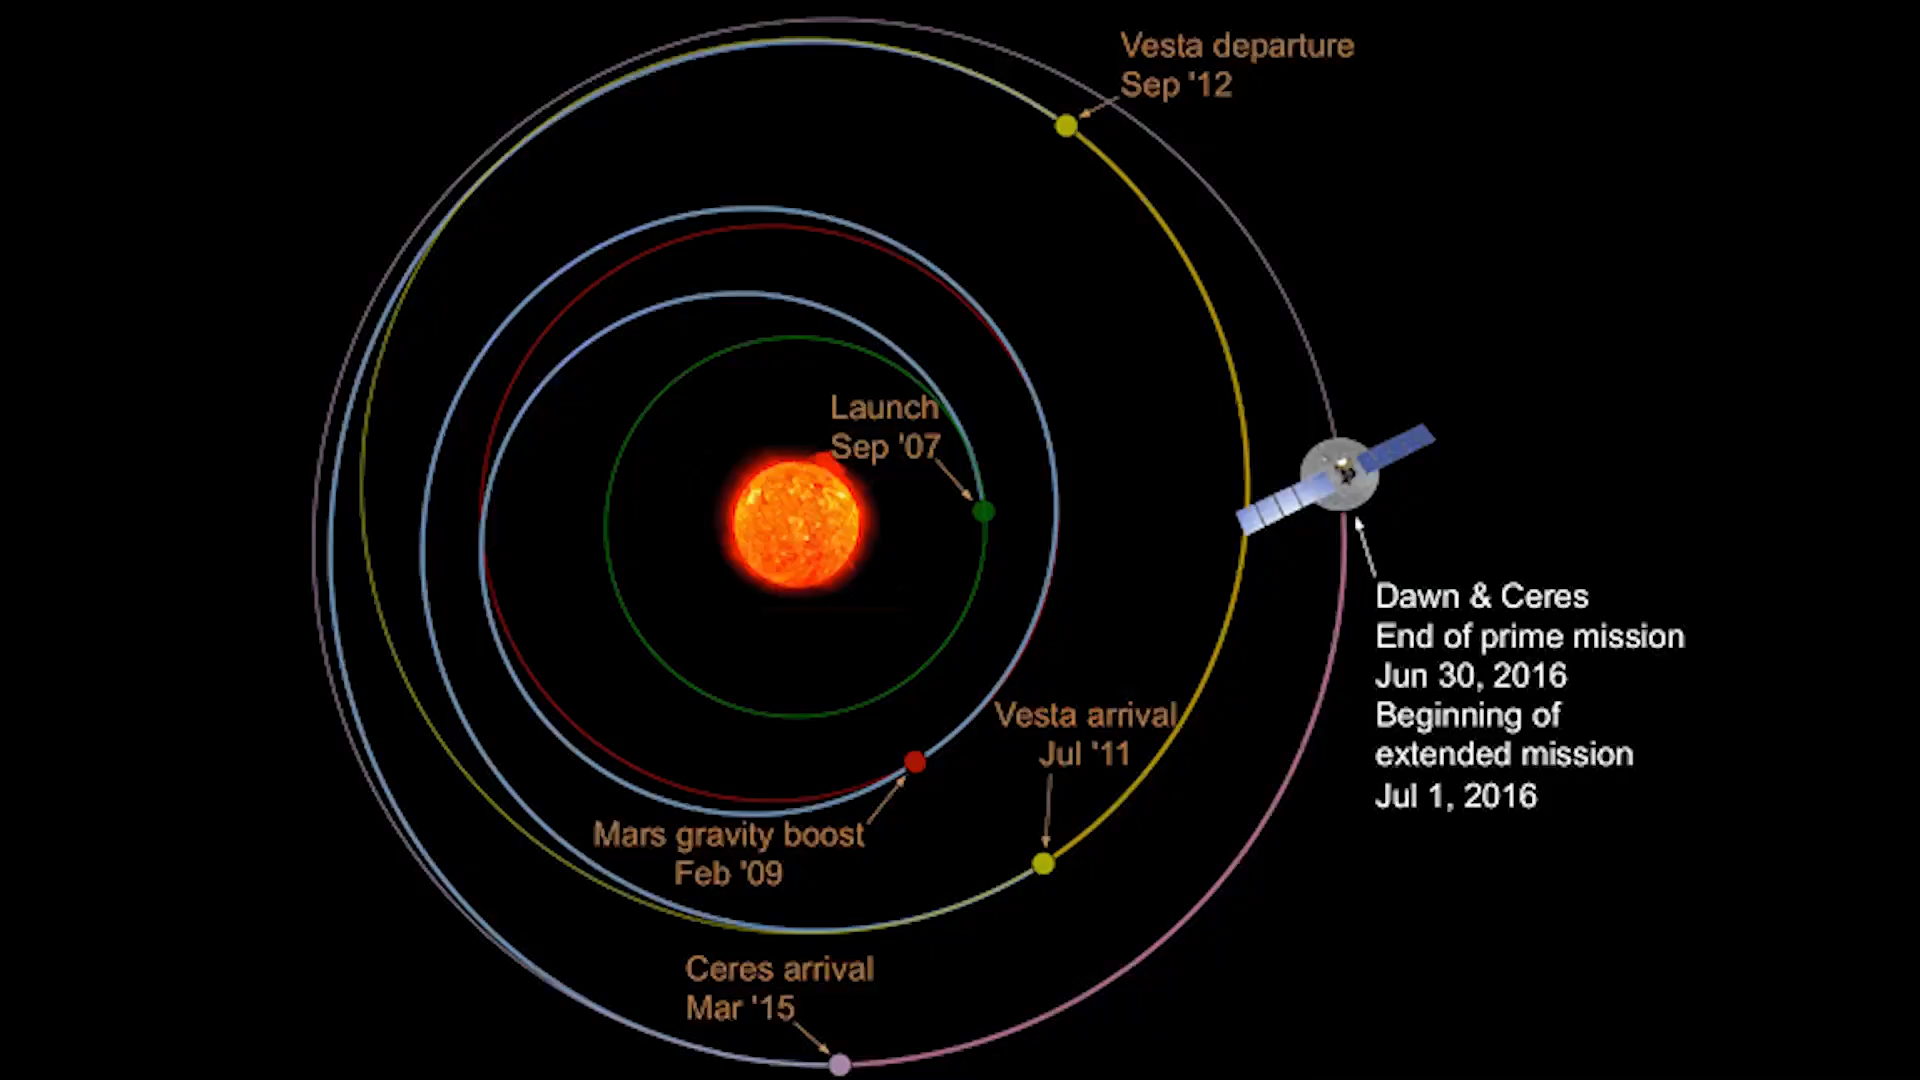 Vesta departure
Sep '12
Launch
Sep '07
Dawn & Ceres
End of prime mission
Jun 30, 2016
Beginning of
extended mission
Jul 1, 2016
Vesta arrival
Jul '11
Mars gravity boost
Feb '09
Ceres arrival
Mar '15